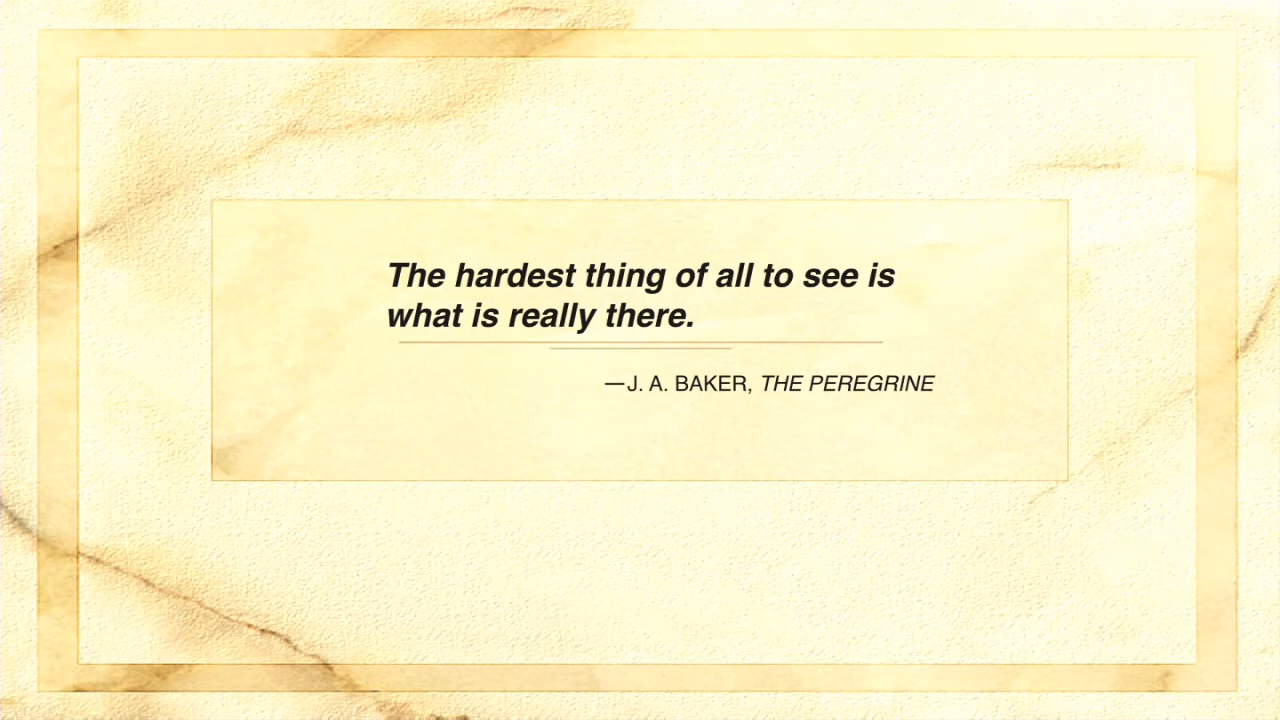 The hardest thing of all to see is
what is really there.
—J. A. BAKER, THE PEREGRINE